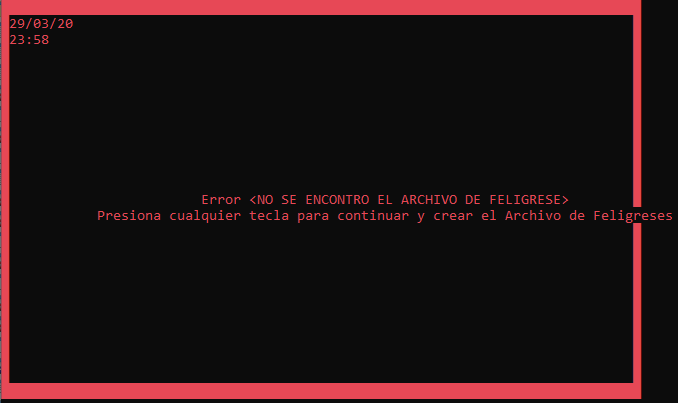 29/03/20
23:58
Error <NO SE ENCONTRO EL ARCHIVO DE FELIGRESE>
Presiona cualquier tecla para continuar y crear el Archivo de Feligreses